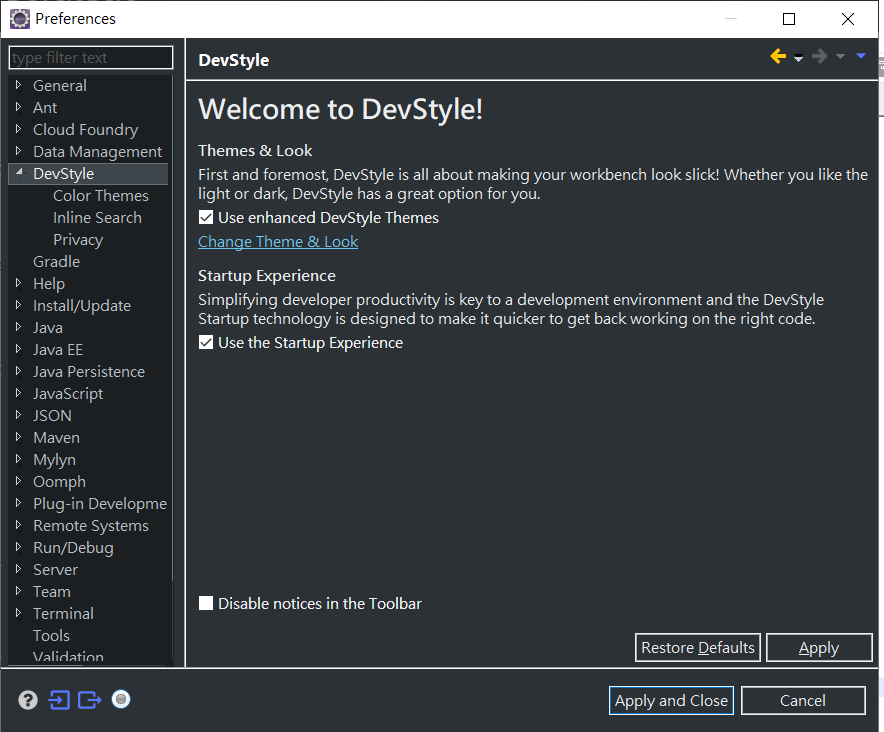 Preferences
type filter text
General
Ant
Cloud Foundry
Data Management
DevStyle
Color Themes
Inline Search
Privacy
Gradle
Help
Install/Update
Java
Java EE
Java Persistence
JavaScript
JSON
Maven
Mylyn
Oomph
Plug-in Developme
Remote Systems
Run/Debug
Server
Team
Terminal
Tools
Validation
DevStyle
Welcome to DevStyle!
Themes & Look
First and foremost, DevStyle is all about making your workbench look slick! Whether you like the
light or dark, DevStyle has a great option for you.
Use enhanced DevStyle Themes
Change Theme & Look
Startup Experience
Simplifying developer productivity is key to a development environment and the DevStyle
Startup technology is designed to make it quicker to get back working on the right code.
Use the Startup Experience
Disable notices in the Toolbar
Restore Defaults
Apply
Apply and Close
Cancel